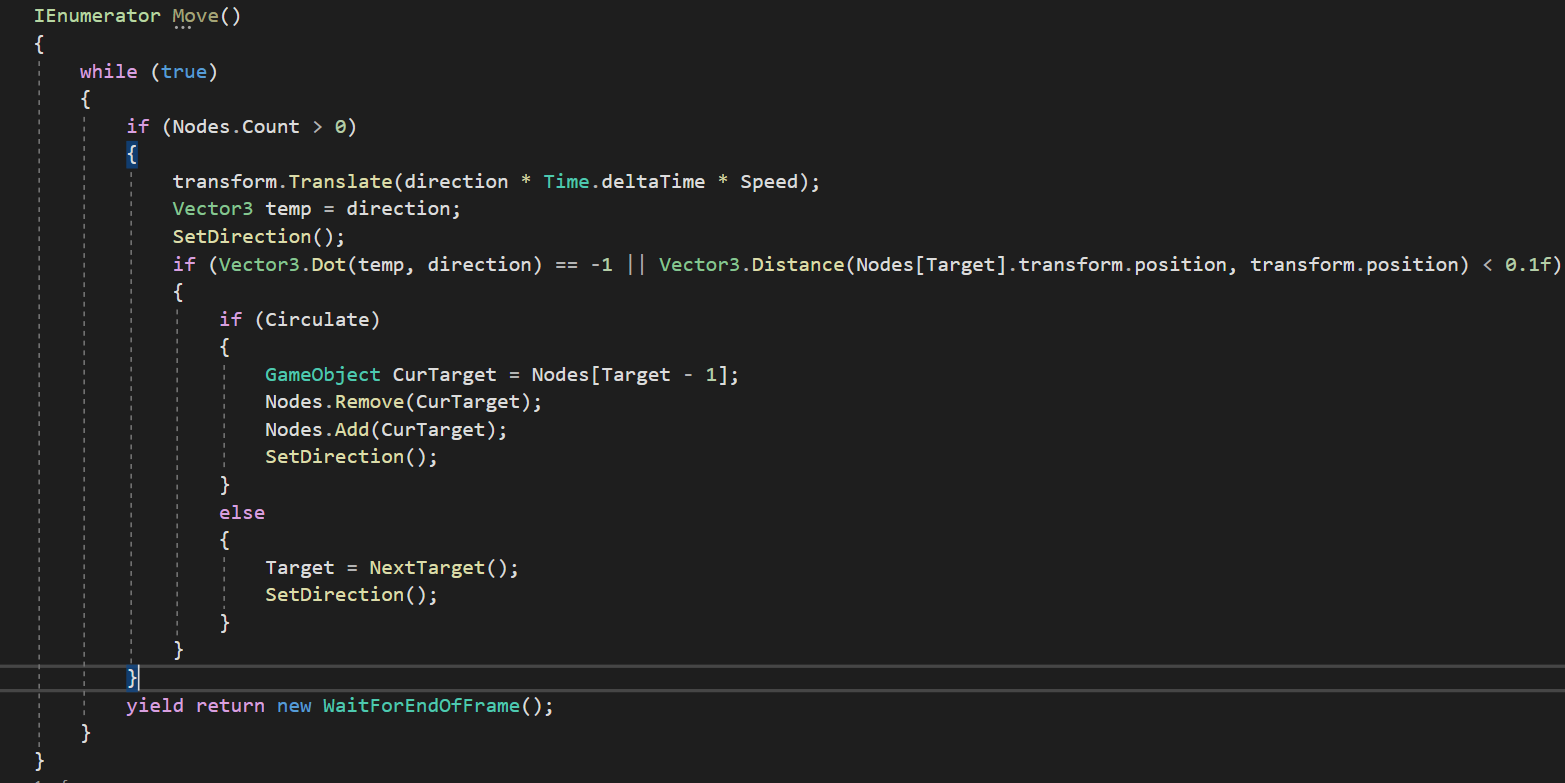 IEnumerator Move()
{
while (true)
{
if (Nodes.Count > 0)
{
transform.Translate(direction * Time.deltaTime * Speed);
Vector3 temp = direction;
SetDirection();
if (Vector3.Dot(temp, direction) == -1 || Vector3.Distance(Nodes[Target].transform.position, transform.position) < 0.1f)
{
if (Circulate)
{
GameObject CurTarget = Nodes[Target - 1];
Nodes.Remove(CurTarget);
Nodes.Add(CurTarget);
SetDirection();
}
else
{
Target = NextTarget();
SetDirection();
}
}
}
yield return new WaitForEndOfFrame();
}
}